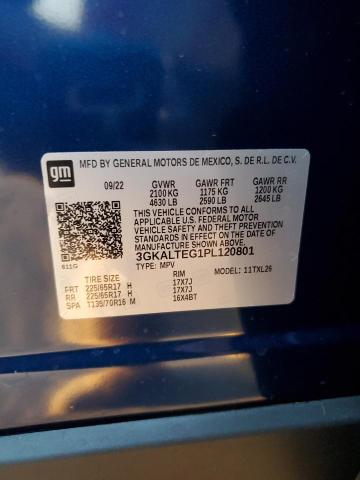 gm
MFD BY GENERAL MOTORS DE MEXICO, S. DE R.L. DE C.V.
09/22 GVWR GAWR FRT GAWR RR
2100 KG 1175 KG 1200 KG
4630 LB 2590 LB 2645 LB
THIS VEHICLE CONFORMS TO ALL
APPLICABLE U.S. FEDERAL MOTOR
VEHICLE SAFETY AND THEFT PREVENTION
STANDARDS IN EFFECT ON THE DATE OF
MANUFACTURE SHOWN ABOVE.
3GKALTEG1PL120801
611G TYPE: MPV MODEL: 11TXL26
TIRE SIZE RIM
FRT 225/65R17 H 17X7J
RR 225/65R17 H 17X7J
SPA T135/70R16 M 16X4BT